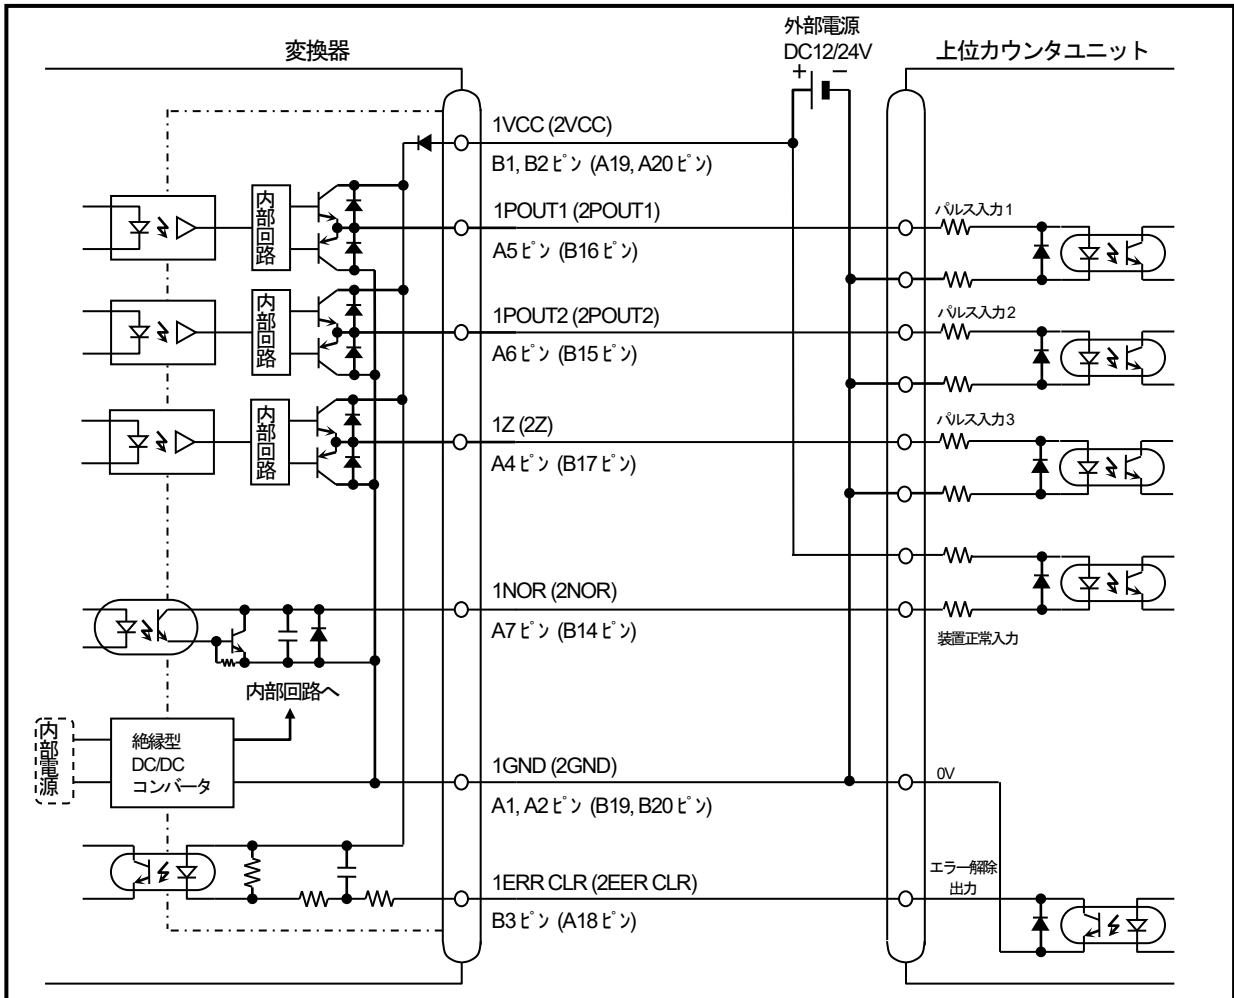 変換器
外部電源
DC12/24V
+ −
上位カウンタユニット
1VCC (2VCC)
B1, B2ピン (A19, A20ピン)
内部回路
1POUT1 (2POUT1)
A5ピン (B16ピン)
パルス入力1
内部回路
1POUT2 (2POUT2)
A6ピン (B15ピン)
パルス入力2
内部回路
1Z (2Z)
A4ピン (B17ピン)
パルス入力3
1NOR (2NOR)
A7ピン (B14ピン)
装置正常入力
内部回路へ
内部電源
絶縁型
DC/DC
コンバータ
1GND (2GND)
A1, A2ピン (B19, B20ピン)
0V
1ERR CLR (2EER CLR)
B3ピン (A18ピン)
エラー解除
出力